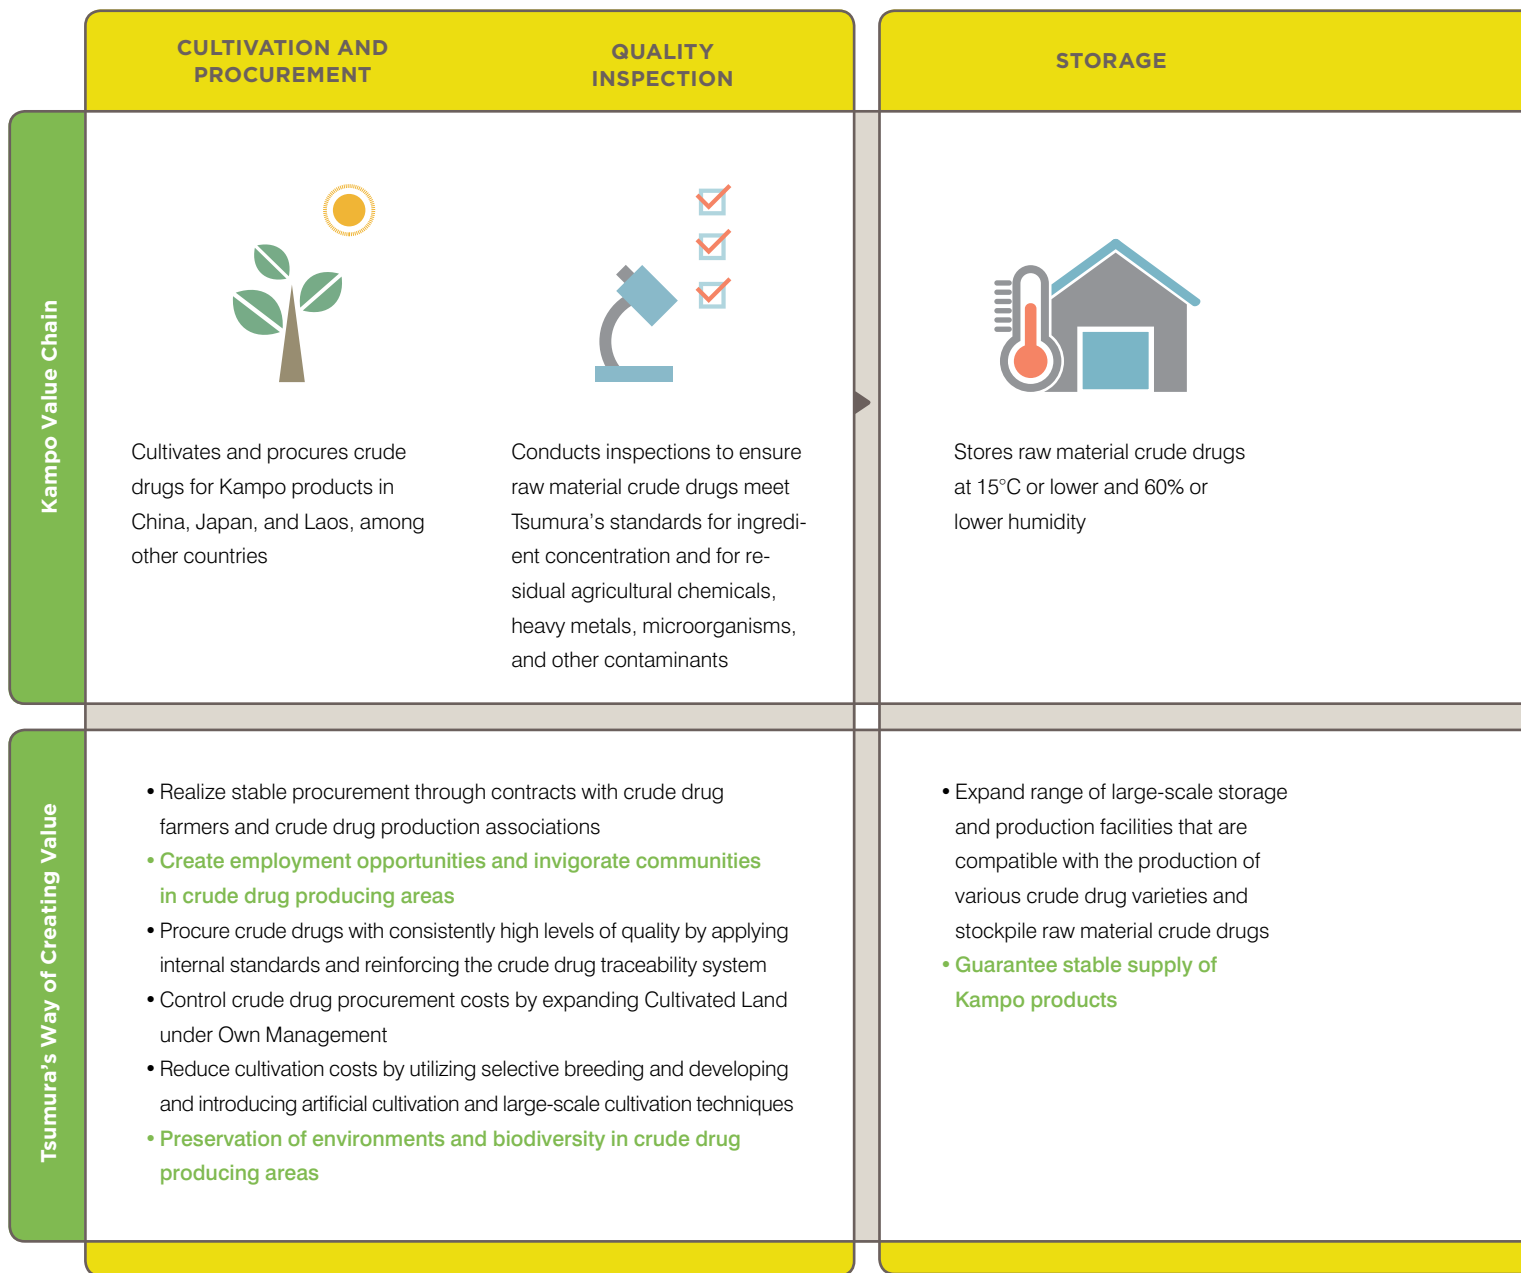 CULTIVATION AND
PROCUREMENT
QUALITY
INSPECTION
STORAGE
Kampo Value Chain
Cultivates and procures crude
drugs for Kampo products in
China, Japan, and Laos, among
other countries
Conducts inspections to ensure
raw material crude drugs meet
Tsumura's standards for ingredi-
ent concentration and for re-
sidual agricultural chemicals,
heavy metals, microorganisms,
and other contaminants
Stores raw material crude drugs
at 15°C or lower and 60% or
lower humidity
Tsumura's Way of Creating Value
• Realize stable procurement through contracts with crude drug
farmers and crude drug production associations
• Create employment opportunities and invigorate communities
in crude drug producing areas
• Procure crude drugs with consistently high levels of quality by applying
internal standards and reinforcing the crude drug traceability system
• Control crude drug procurement costs by expanding Cultivated Land
under Own Management
• Reduce cultivation costs by utilizing selective breeding and developing
and introducing artificial cultivation and large-scale cultivation techniques
• Preservation of environments and biodiversity in crude drug
producing areas
• Expand range of large-scale storage
and production facilities that are
compatible with the production of
various crude drug varieties and
stockpile raw material crude drugs
• Guarantee stable supply of
Kampo products